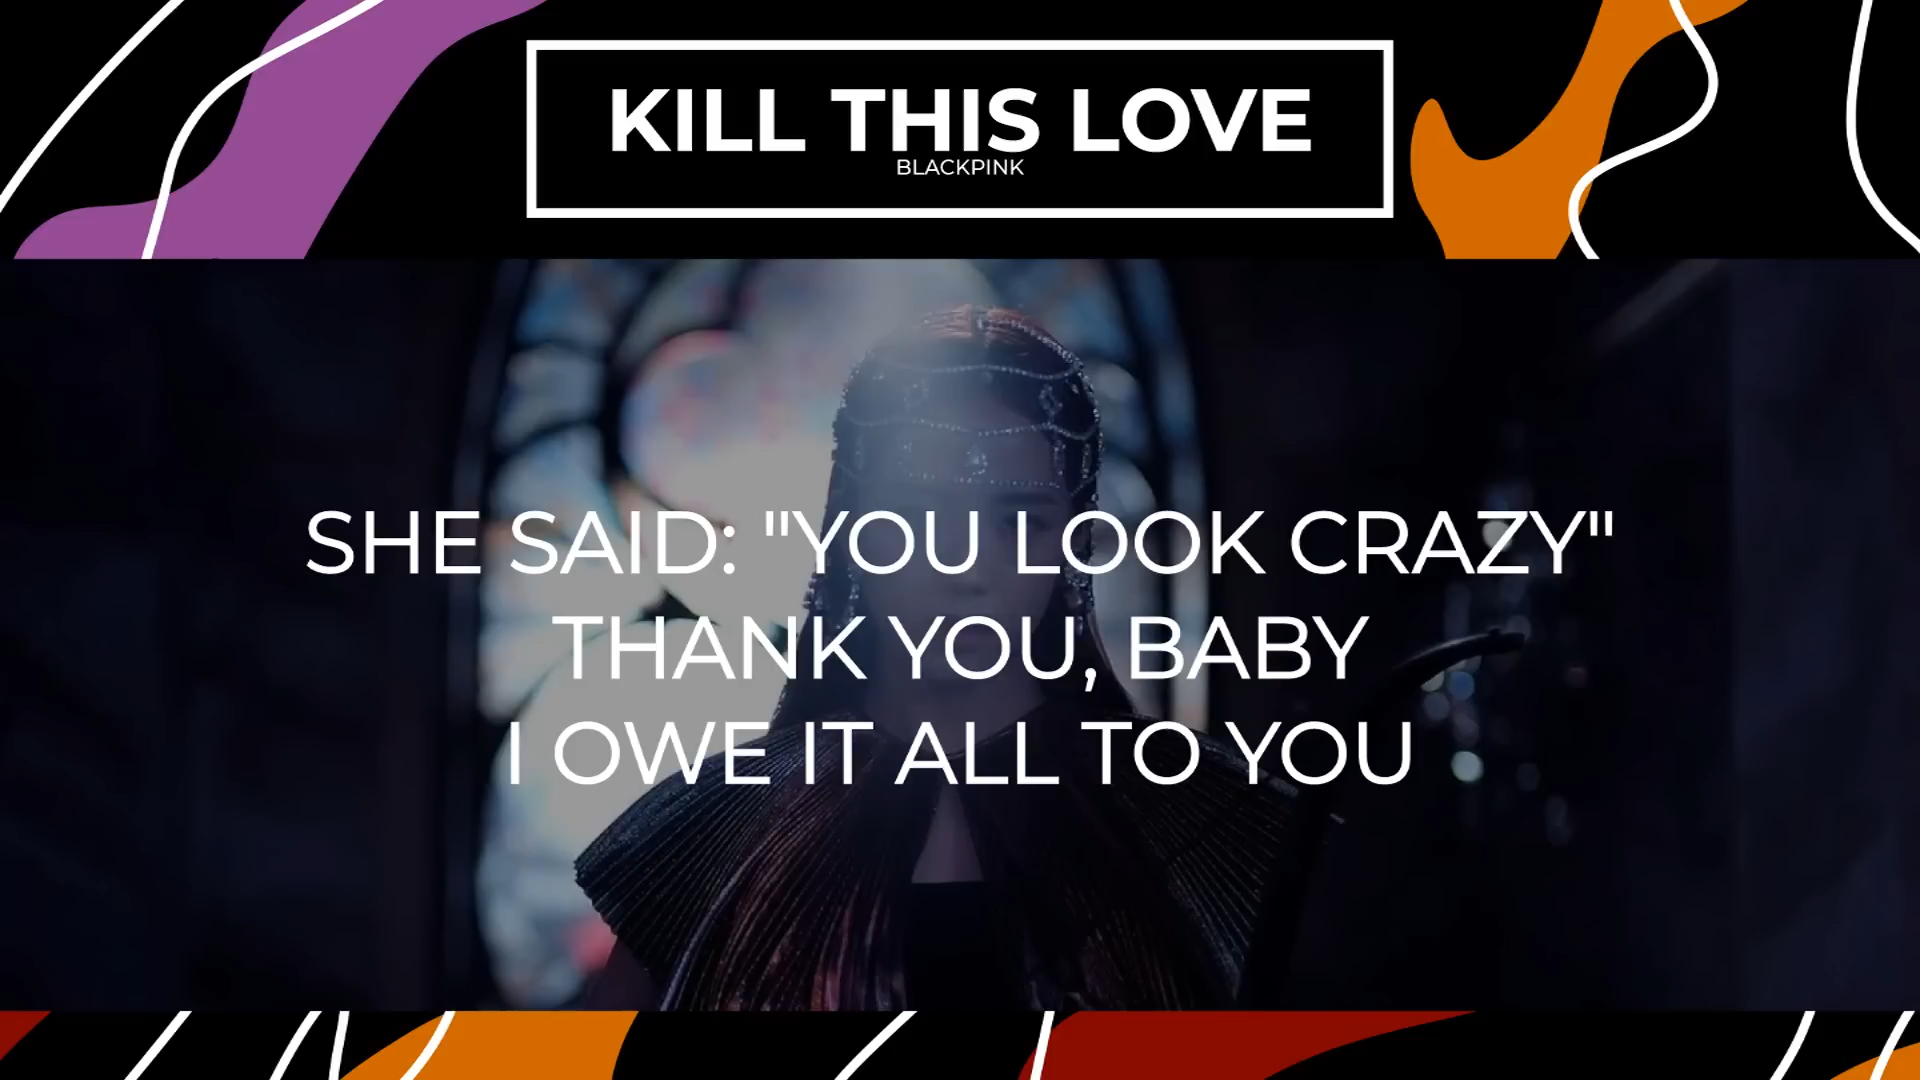 KILL THIS LOVE
BLACKPINK
SHE SAID: "YOU LOOK CRAZY"
THANK YOU, BABY
I OWE IT ALL TO YOU